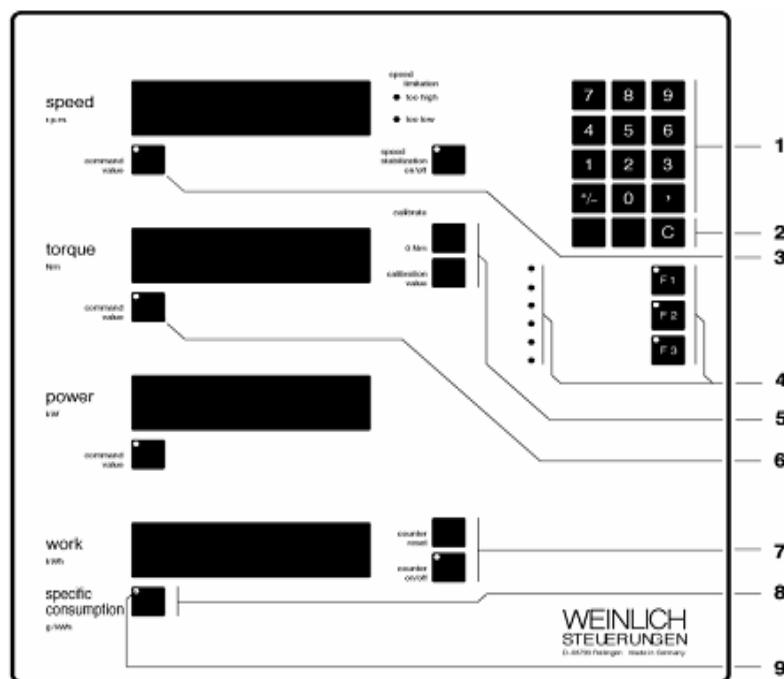 speed
r.p.m.
speed
limitation
too high
too low
command
value
speed
stabilization
on/off
7 8 9
4 5 6
1 2 3
+/- 0 ,
C
1
2
3
torque
Nm
calibrate
0 Nm
calibration
value
command
value
F 1
F 2
F 3
4
5
6
power
kW
command
value
work
kWh
counter
reset
counter
on/off
7
specific
consumption
g/kWh
8
WEINLICH
STEUERUNGEN
Made in Germany
9